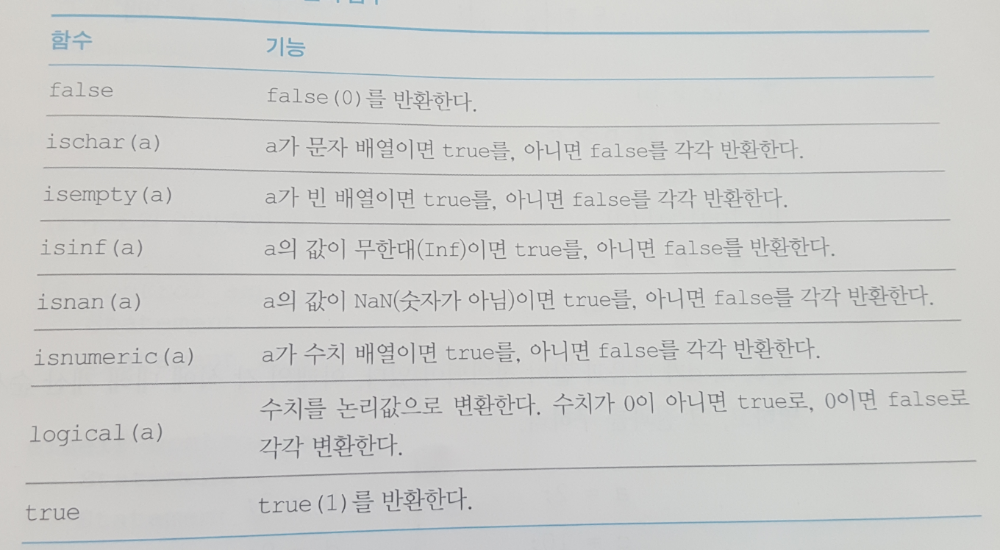 함수 기능
false false(0)를 반환한다.
ischar(a) a가 문자 배열이면 true를, 아니면 false를 각각 반환한다.
isempty(a) a가 빈 배열이면 true를, 아니면 false를 각각 반환한다.
isinf(a) a의 값이 무한대(Inf)이면 true를, 아니면 false를 반환한다.
isnan(a) a의 값이 NaN(숫자가 아님)이면 true를, 아니면 false를 각각 반환한다.
isnumeric(a) a가 수치 배열이면 true를, 아니면 false를 각각 반환한다.
logical(a) 수치를 논리값으로 변환한다. 수치가 0이 아니면 true로, 0이면 false로
각각 변환한다.
true true(1)를 반환한다.